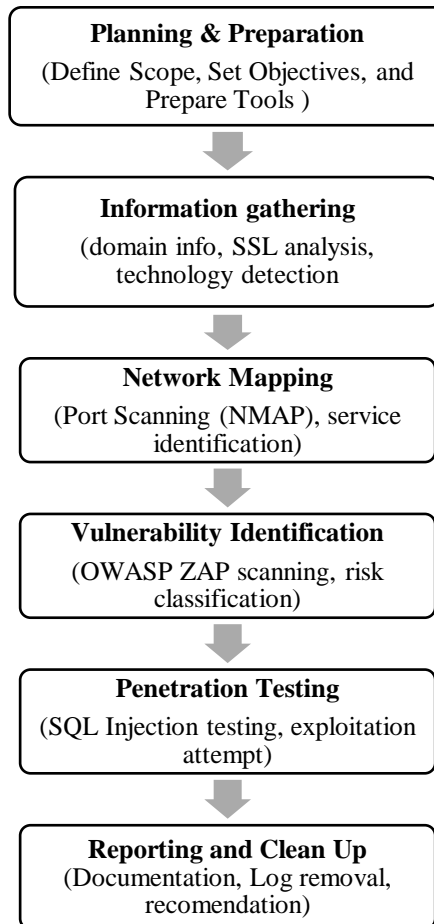 Planning & Preparation
(Define Scope, Set Objectives, and
Prepare Tools )
Information gathering
(domain info, SSL analysis,
technology detection
Network Mapping
(Port Scanning (NMAP), service
identification)
Vulnerability Identification
(OWASP ZAP scanning, risk
classification)
Penetration Testing
(SQL Injection testing, exploitation
attempt)
Reporting and Clean Up
(Documentation, Log removal,
recomendation)